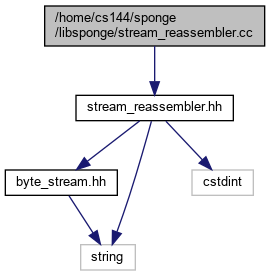 /home/cs144/sponge
/libsponge/stream_reassembler.cc
stream_reassembler.hh
byte_stream.hh
cstdint
string